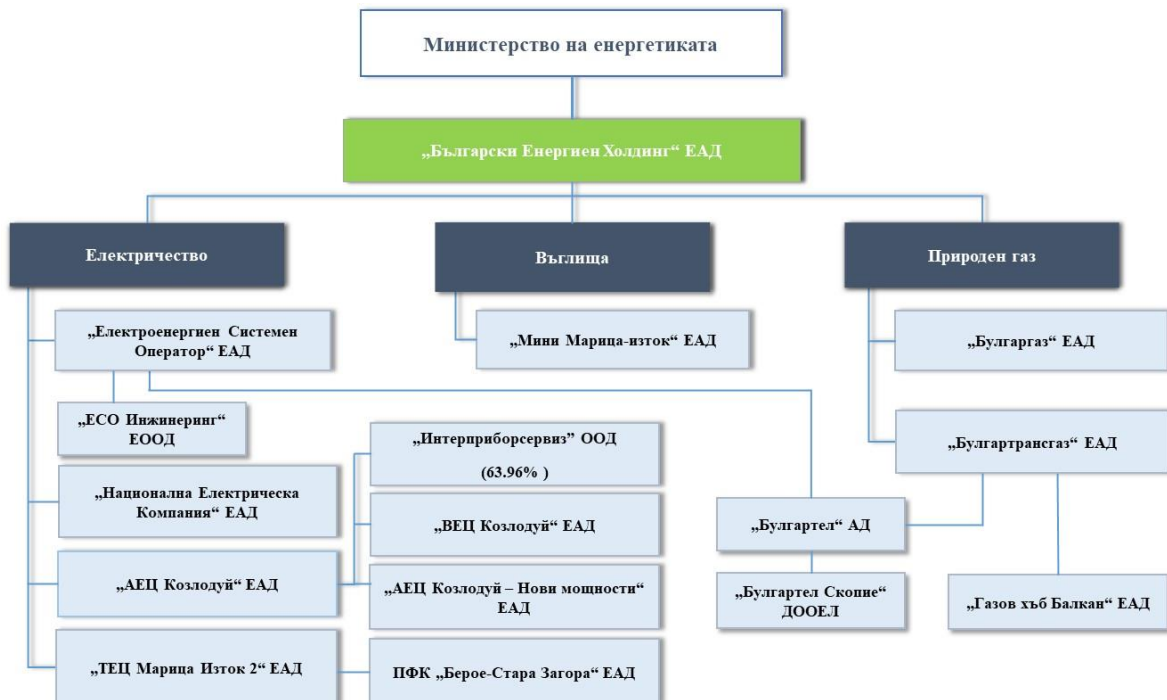 Министерство на енергетиката
„Български Енергиен Холдинг“ ЕАД
Електричество
Въглища
Природен газ
„Електроенергиен Системен
Оператор“ ЕАД
„ЕСО Инжинеринг“
ЕООД
„Национална Електрическа
Компания“ ЕАД
„АЕЦ Козлодуй“ ЕАД
„ТЕЦ Марица Изток 2“ ЕАД
„Интерприборсервиз” ООД
(63.96% )
„ВЕЦ Козлодуй“ ЕАД
„АЕЦ Козлодуй – Нови мощности“
ЕАД
ПФК „Берое-Стара Загора“ ЕАД
„Мини Марица-изток“ ЕАД
„Булгаргаз“ ЕАД
„Булгартрансгаз“ ЕАД
„Булгартел“ АД
„Булгартел Скопие“
ДООЕЛ
„Газов хъб Балкан“ ЕАД